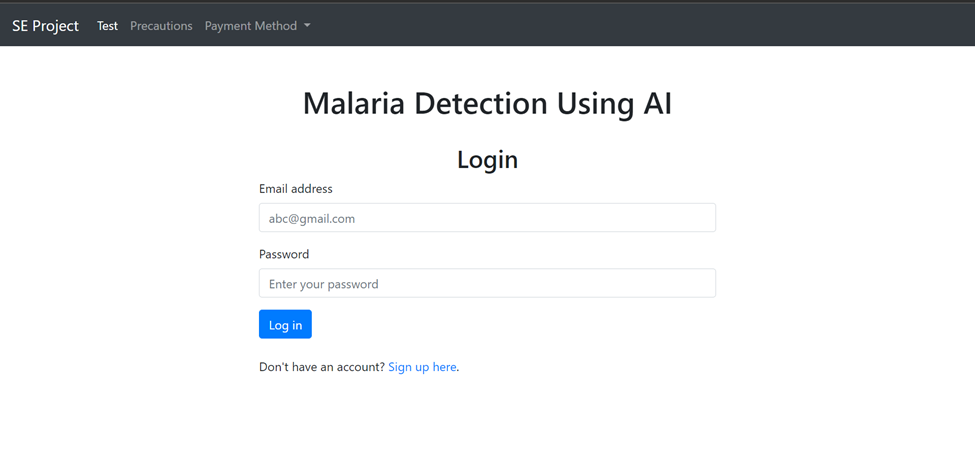 SE Project Test Precautions Payment Method
Malaria Detection Using AI
Login
Email address
abc@gmail.com
Password
Enter your password
Log in
Don't have an account? Sign up here.